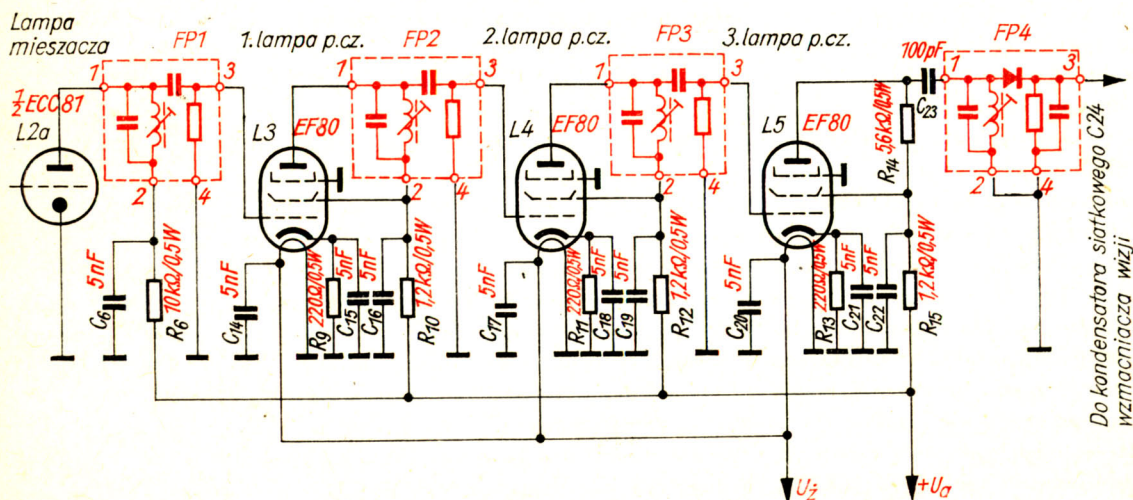 Lampa
mieszacza
FP1
1. lampa p.cz.
FP2
2. lampa p.cz.
FP3
3. lampa p.cz.
FP4
1
3
1
3
1
3
100pF
1
3
½ECC81
L2a
L3
EF80
L4
EF80
L5
EF80
C23
5,6kΩ/0,5W
R14
2
4
2
4
2
4
2
4
5nF
C6
10kΩ/0,5W
R6
5nF
C14
220Ω/0,5W
R9
5nF
C15
5nF
C16
1,2kΩ/0,5W
R10
5nF
C17
220Ω/0,5W
R11
5nF
C18
5nF
C19
1,2kΩ/0,5W
R12
5nF
C20
220Ω/0,5W
R13
5nF
C21
5nF
C22
1,2kΩ/0,5W
R15
Do kondensatara siatkowego C24
wzmacniacza wizji
Uż
+Ua